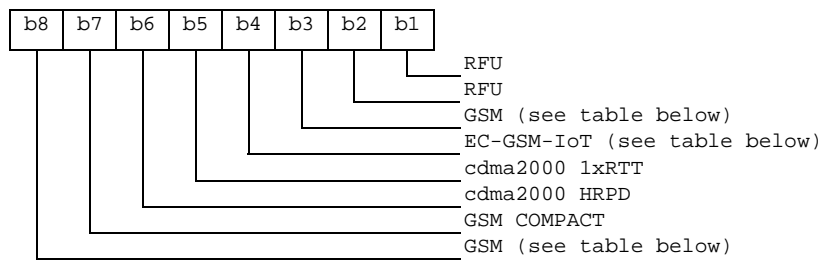 b8 b7 b6 b5 b4 b3 b2 b1
RFU
RFU
GSM (see table below)
EC-GSM-IoT (see table below)
cdma2000 1xRTT
cdma2000 HRPD
GSM COMPACT
GSM (see table below)